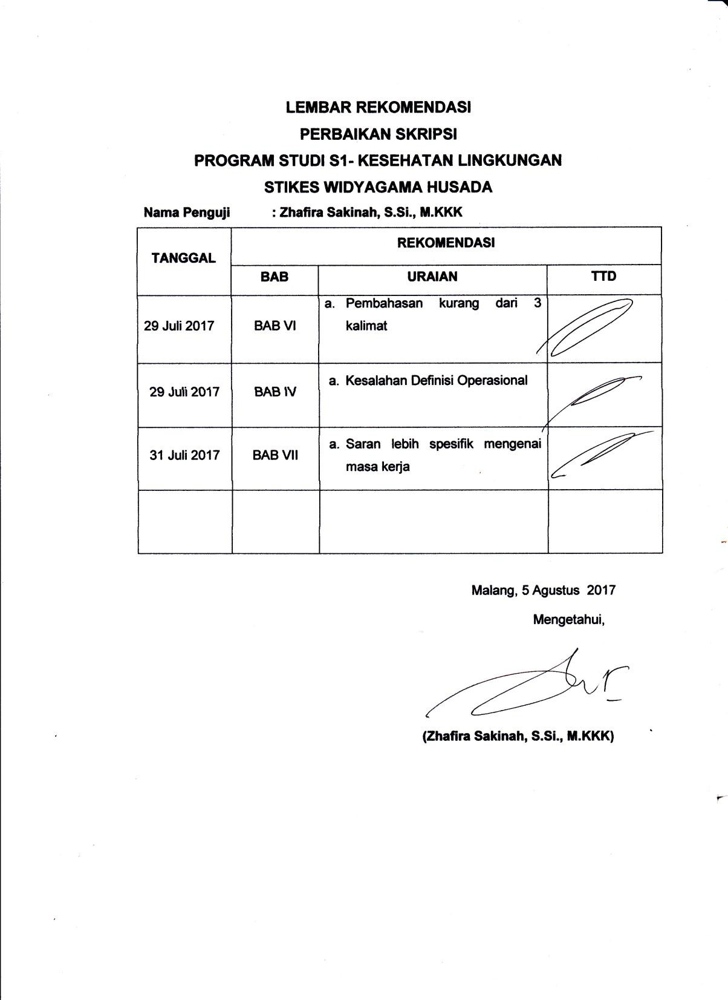 LEMBAR REKOMENDASI
PERBAIKAN SKRIPSI
PROGRAM STUDI S1- KESEHATAN LINGKUNGAN
STIKES WIDYAGAMA HUSADA
Nama Penguji : Zhafira Sakinah, S.Si., M.KKK
TANGGAL
REKOMENDASI
BAB URAIAN TTD
a. Pembahasan kurang dari 3
29 Juli 2017 BAB VI kalimat
a. Kesalahan Definisi Operasional
29 Juli 2017 BAB IV
a. Saran lebih spesifik mengenai
31 Juli 2017 BAB VII
masa kerja
Malang, 5 Agustus 2017
Mengetahui,
(Zhafira Sakinah, S.Si., M.KKK)